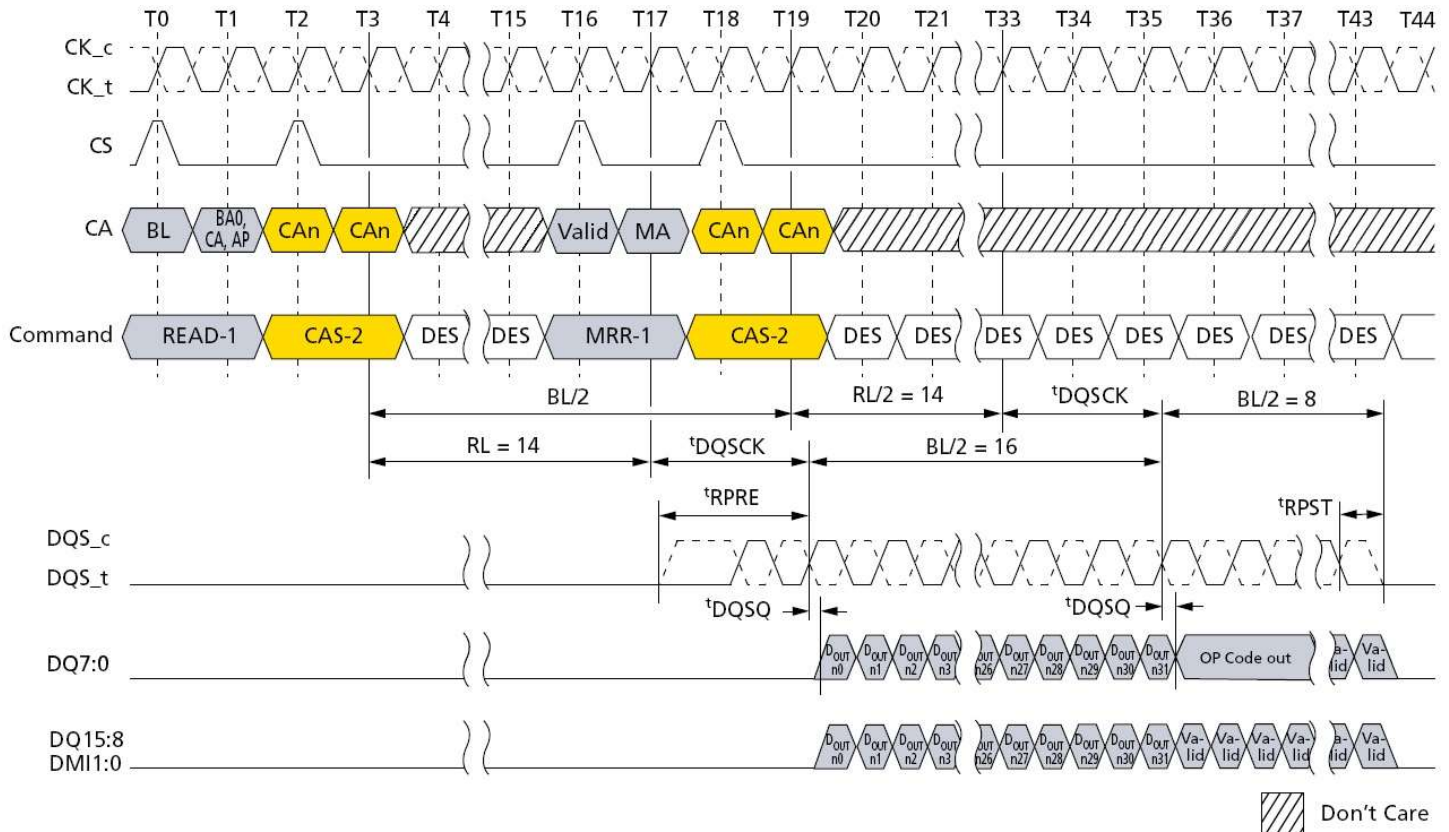 T0 T1 T2 T3 T4 T15 T16 T17 T18 T19 T20 T21 T33 T34 T35 T36 T37 T43 T44
CK_c
CK_t
CS
CA BL BA0, CA, AP CAn CAn Valid MA CAn CAn
Command READ-1 CAS-2 DES DES MRR-1 CAS-2 DES DES DES DES DES DES DES DES
BL/2 RL/2 = 14 tDQSCK BL/2 = 8
RL = 14 tDQSCK BL/2 = 16
tRPRE tRPST
DQS_c
DQS_t
tDQSQ tDQSQ
DQ7:0 DOUT n0 DOUT n1 DOUT n2 DOUT n3 DOUT n26 DOUT n27 DOUT n28 DOUT n29 DOUT n30 DOUT n31 OP Code out a-lid Va-lid
DQ15:8
DMI1:0 DOUT n0 DOUT n1 DOUT n2 DOUT n3 DOUT n26 DOUT n27 DOUT n28 DOUT n29 DOUT n30 DOUT n31 Va-lid Va-lid Va-lid Va-lid a-lid Va-lid
Don't Care